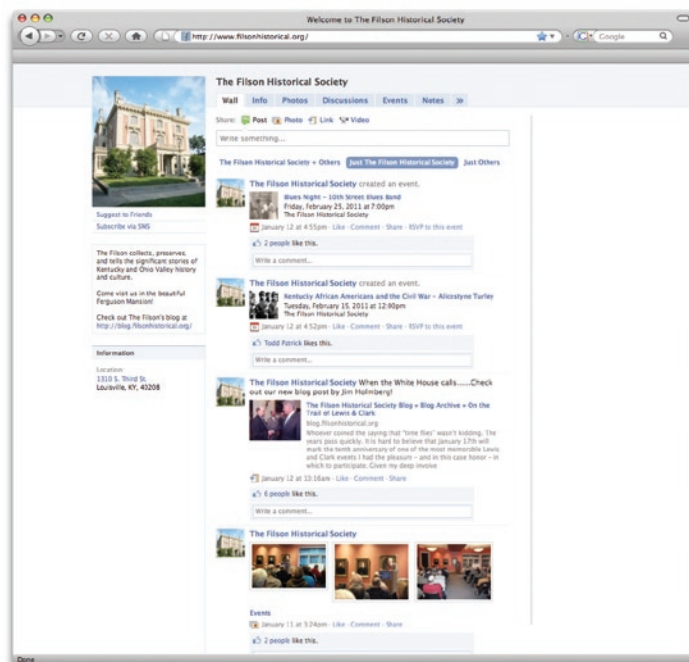 Welcome to The Filson Historical Society
http://www.filsonhistorical.org/
Google
The Filson Historical Society
Wall Info Photos Discussions Events Notes »
Share: Post Photo Link Video
Write something...
The Filson Historical Society + Others Just The Filson Historical Society Just Others
Suggest to Friends
Subscribe via SMS
The Filson collects, preserves,
and tells the significant stories of
Kentucky and Ohio Valley history
and culture.
Come visit us in the beautiful
Ferguson Mansion!
Check out The Filson's blog at
http://blog.filsonhistorical.org/
Information
Location:
1310 S. Third St.
Louisville, KY, 40208
The Filson Historical Society created an event.
Blues Night - 10th Street Blues Band
Friday, February 25, 2011 at 7:00pm
The Filson Historical Society
January 12 at 4:55pm · Like · Comment · Share · RSVP to this event
2 people like this.
Write a comment...
The Filson Historical Society created an event.
Kentucky African Americans and the Civil War - Alicestyne Turley
Tuesday, February 15, 2011 at 12:00pm
The Filson Historical Society
January 12 at 4:52pm · Like · Comment · Share · RSVP to this event
Todd Patrick likes this.
Write a comment...
The Filson Historical Society When the White House calls......Check
out our new blog post by Jim Holmberg!
The Filson Historical Society Blog » Blog Archive » On the
Trail of Lewis & Clark
blog.filsonhistorical.org
Whoever coined the saying that "time flies" wasn't kidding. The
years pass quickly. It is hard to believe that January 17th will
mark the tenth anniversary of one of the most memorable Lewis
and Clark events I had the pleasure – and in this case honor – in
which to participate. Given my deep involve
January 12 at 10:16am · Like · Comment · Share
6 people like this.
Write a comment...
The Filson Historical Society
Events
January 11 at 3:24pm · Like · Comment · Share
2 people like this.
Done